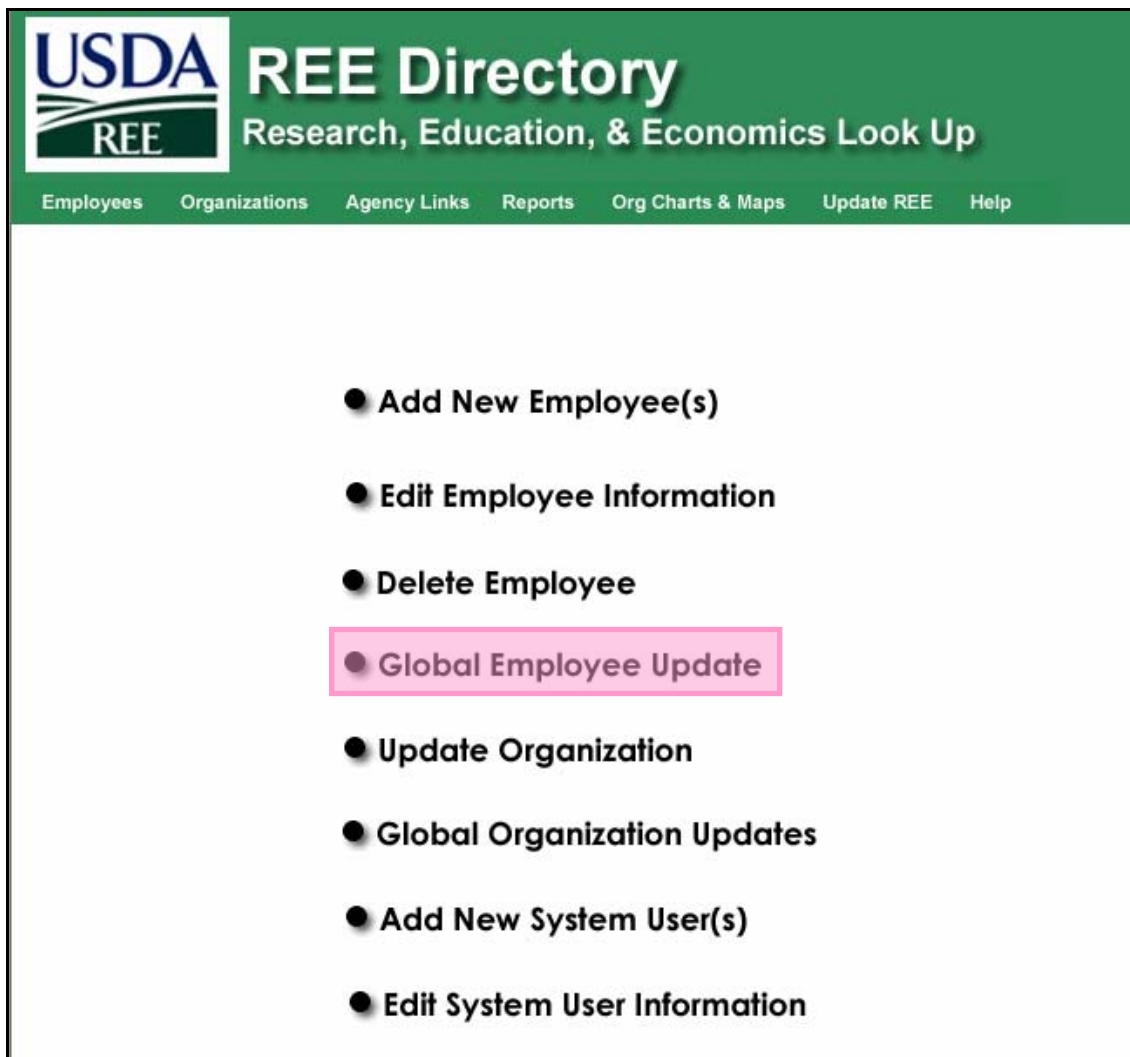 USDA
REE
REE Directory
Research, Education, & Economics Look Up
Employees Organizations Agency Links Reports Org Charts & Maps Update REE Help
● Add New Employee(s)
● Edit Employee Information
● Delete Employee
● Global Employee Update
● Update Organization
● Global Organization Updates
● Add New System User(s)
● Edit System User Information